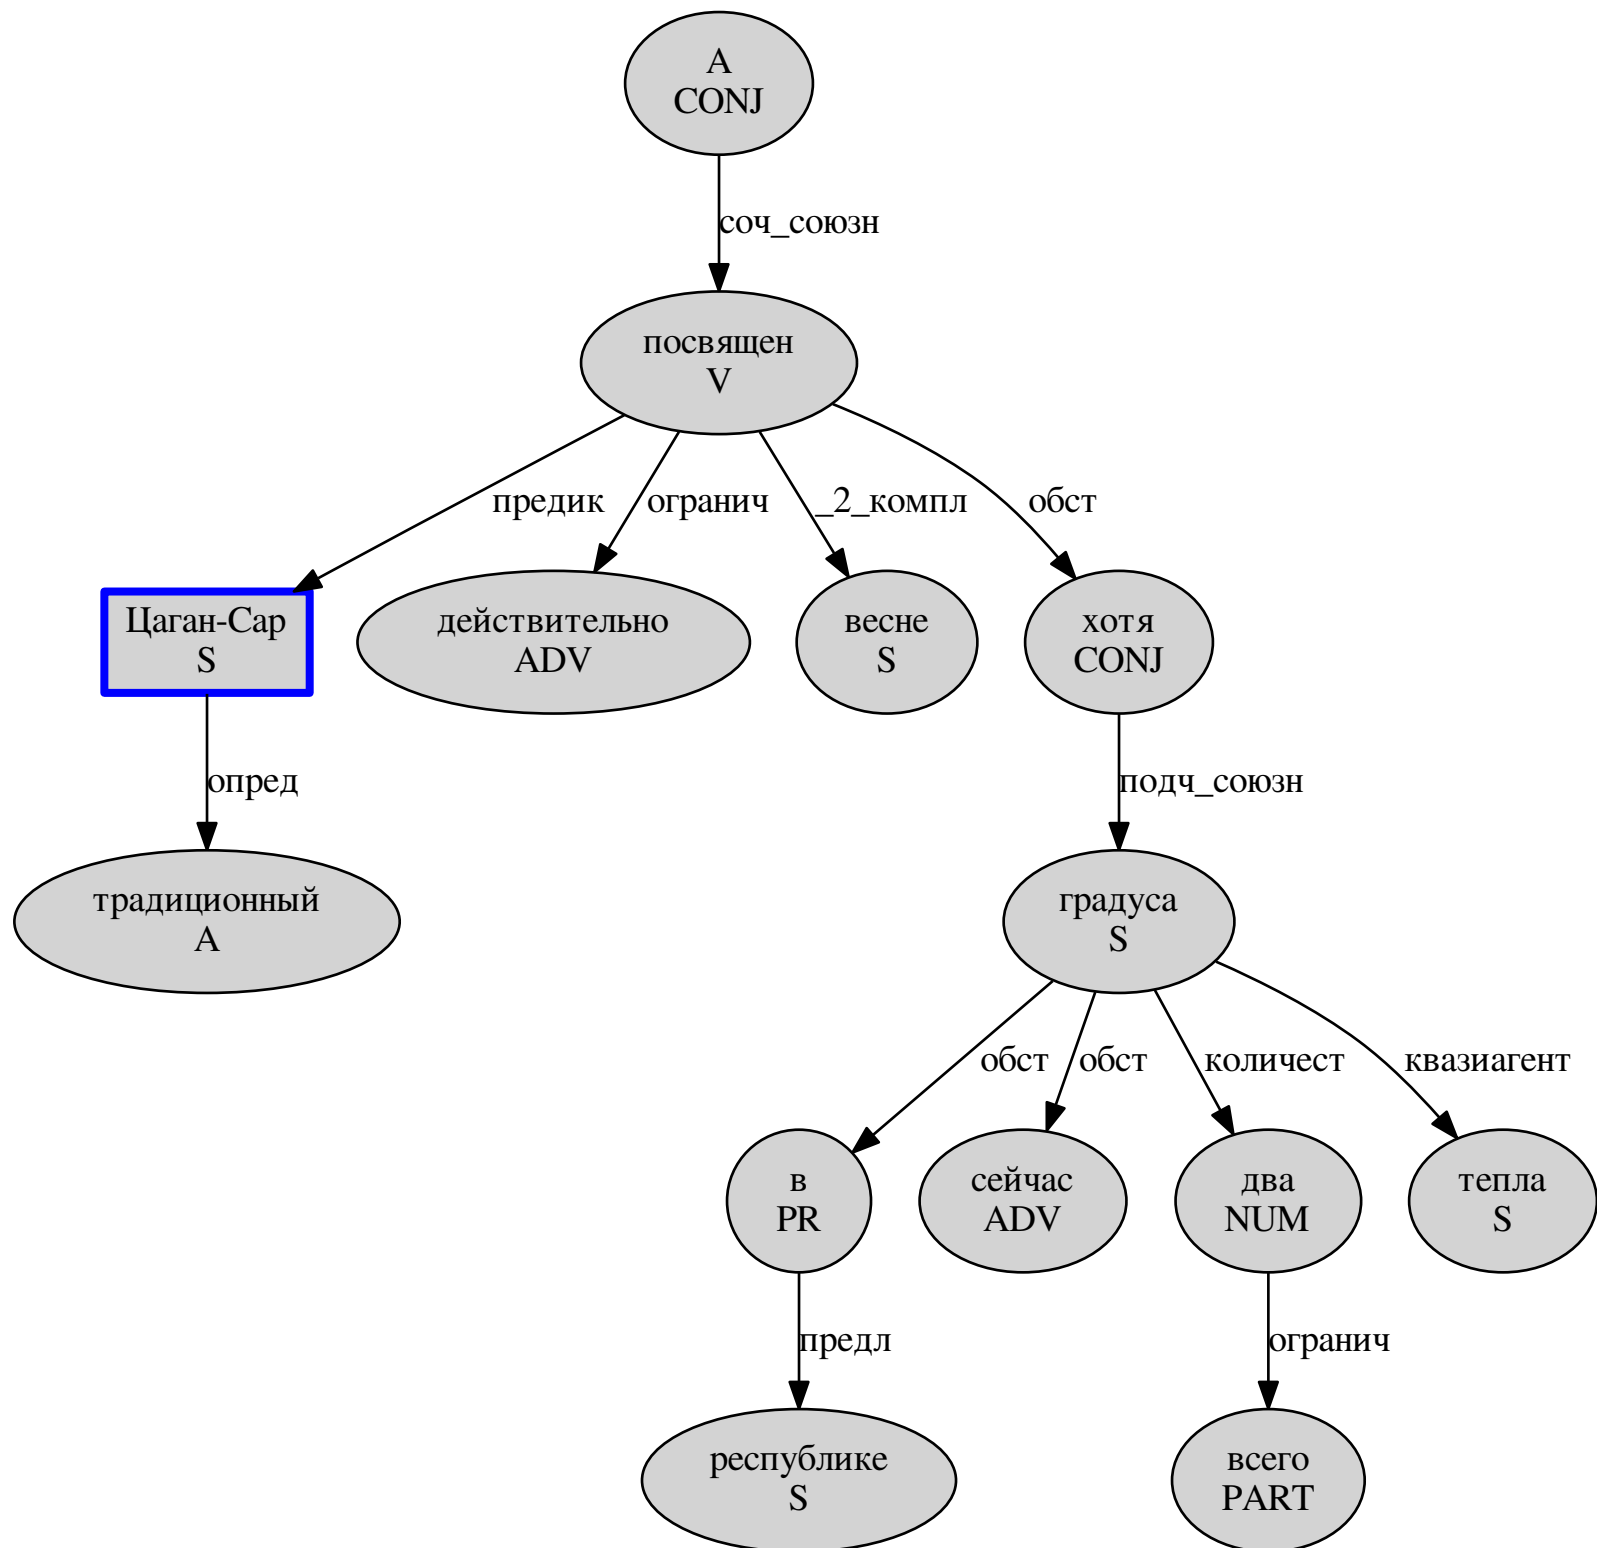 А
CONJ
соч_союзн
посвящен
V
предик
огранич
_2_компл
обст
Цаган-Сар
S
действительно
ADV
весне
S
хотя
CONJ
опред
подч_союзн
традиционный
A
градуса
S
обст
обст
количест
квазиагент
в
PR
сейчас
ADV
два
NUM
тепла
S
предл
огранич
республике
S
всего
PART